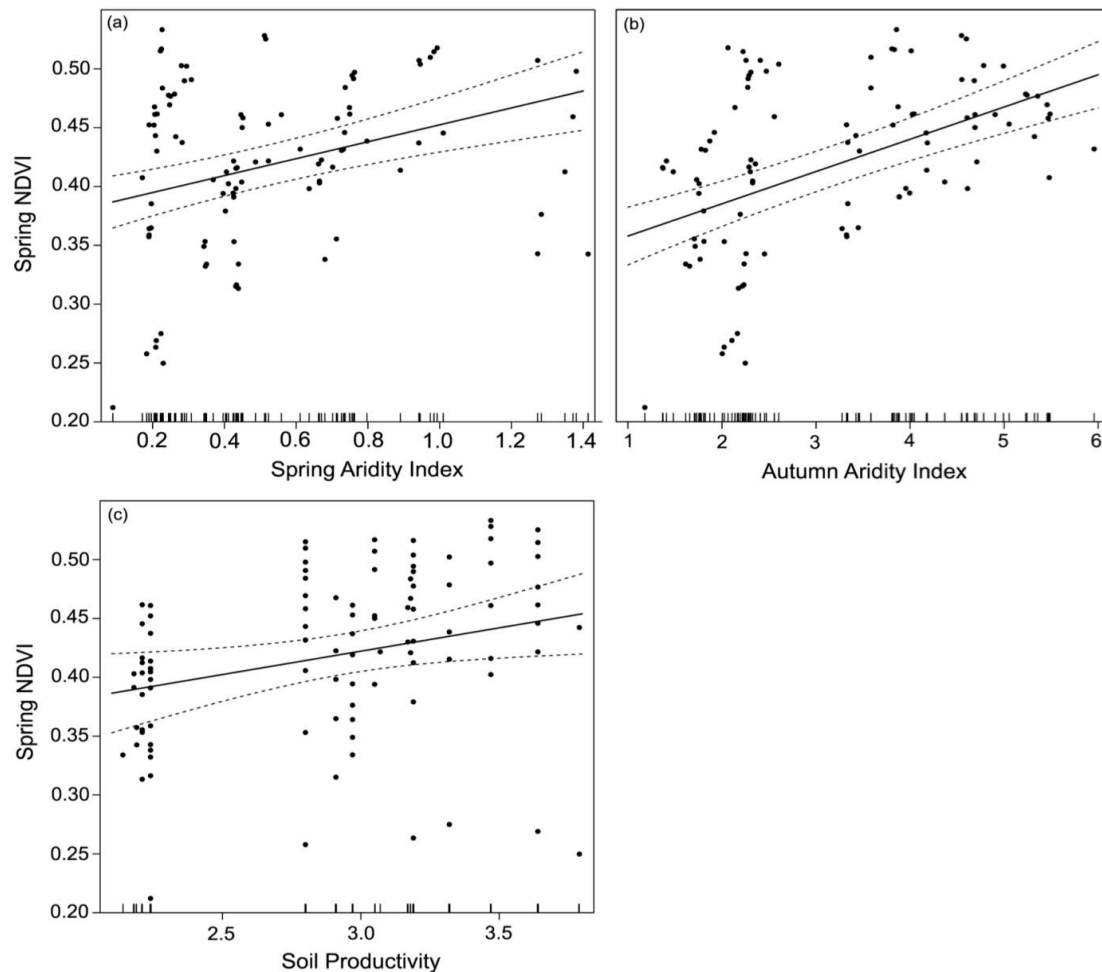 (a)
0.50
0.45
0.40
0.35
0.30
0.25
0.20
Spring NDVI
0.2 0.4 0.6 0.8 1.0 1.2 1.4
Spring Aridity Index
(b)
1 2 3 4 5 6
Autumn Aridity Index
(c)
0.50
0.45
0.40
0.35
0.30
0.25
0.20
Spring NDVI
2.5 3.0 3.5
Soil Productivity